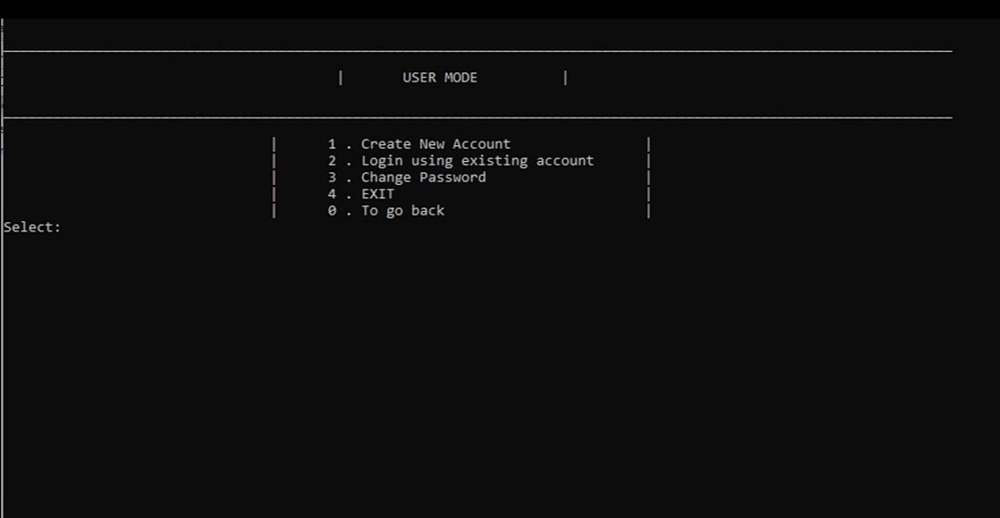 | USER MODE |
| 1 . Create New Account |
| 2 . Login using existing account |
| 3 . Change Password |
| 4 . EXIT |
| 0 . To go back |
Select: